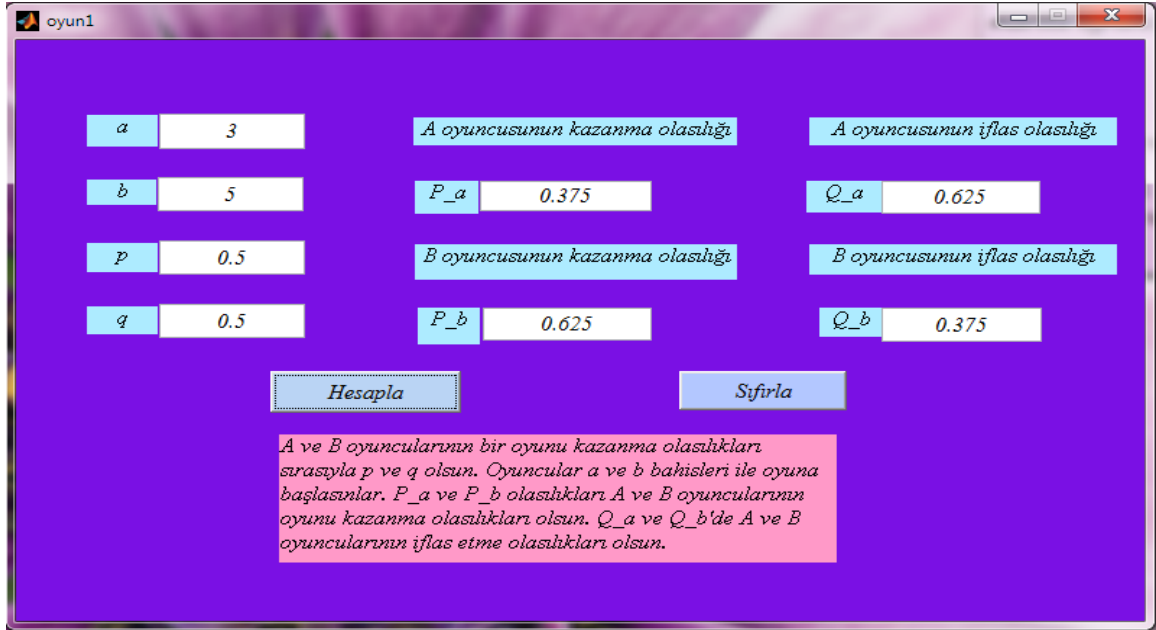 oyun1
a 3 A oyuncusunun kazanma olasılığı A oyuncusunun iflas olasılığı
b 5 P_a 0.375 Q_a 0.625
p 0.5 B oyuncusunun kazanma olasılığı B oyuncusunun iflas olasılığı
q 0.5 P_b 0.625 Q_b 0.375
Hesapla Sıfırla
A ve B oyuncularının bir oyunu kazanma olasılıkları
sırasıyla p ve q olsun. Oyuncular a ve b bahisleri ile oyuna
başlasınlar. P_a ve P_b olasılıkları A ve B oyuncularının
oyunu kazanma olasılıkları olsun. Q_a ve Q_b'de A ve B
oyuncularının iflas etme olasılıkları olsun.